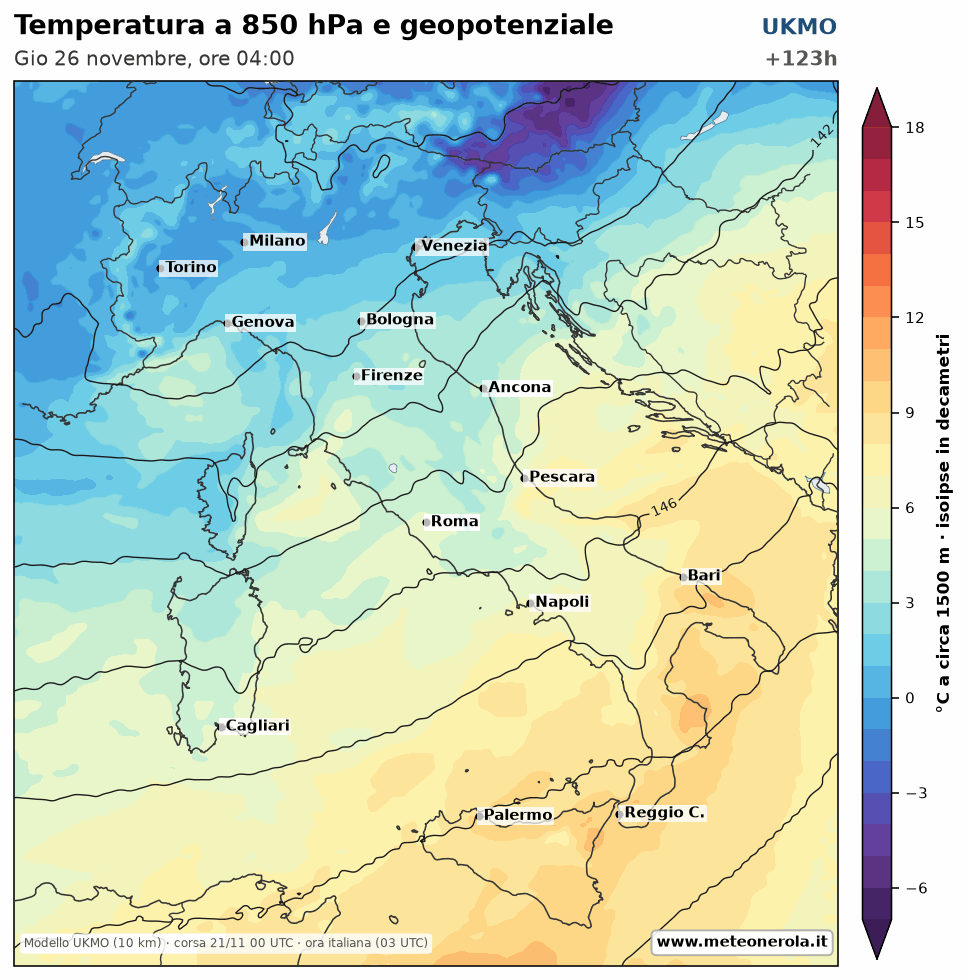 Temperatura a 850 hPa e geopotenziale
UKMO
Gio 26 novembre, ore 04:00
+123h
142
Milano
Venezia
Torino
Genova
Bologna
Firenze
Ancona
Pescara
146
Roma
Bari
Napoli
Cagliari
Palermo
Reggio C.
18
15
12
9
6
3
0
−3
−6
°C a circa 1500 m · isoipse in decametri
Modello UKMO (10 km) · corsa 21/11 00 UTC · ora italiana (03 UTC)
www.meteonerola.it